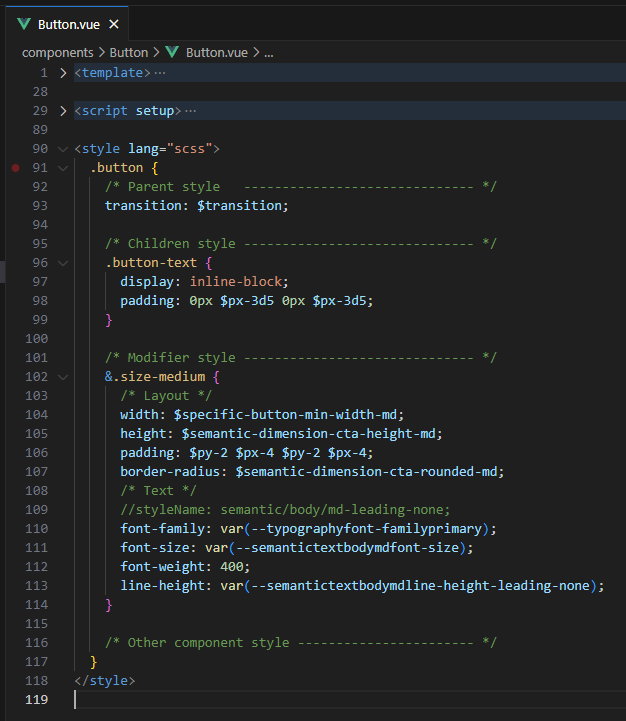 Button.vue ×
components > Button > Button.vue > ...
1 > <template> ···
28
29 > <script setup> ···
89
90 <style lang="scss">
91 .button {
92 /* Parent style   ------------------------------ */
93 transition: $transition;
94
95 /* Children style ------------------------------ */
96 .button-text {
97 display: inline-block;
98 padding: 0px $px-3d5 0px $px-3d5;
99 }
100
101 /* Modifier style ------------------------------ */
102 &.size-medium {
103 /* Layout */
104 width: $specific-button-min-width-md;
105 height: $semantic-dimension-cta-height-md;
106 padding: $py-2 $px-4 $py-2 $px-4;
107 border-radius: $semantic-dimension-cta-rounded-md;
108 /* Text */
109 //styleName: semantic/body/md-leading-none;
110 font-family: var(--typographyfont-familyprimary);
111 font-size: var(--semantictextbodymdfont-size);
112 font-weight: 400;
113 line-height: var(--semantictextbodymdline-height-leading-none);
114 }
115
116 /* Other component style ----------------------- */
117 }
118 </style>
119